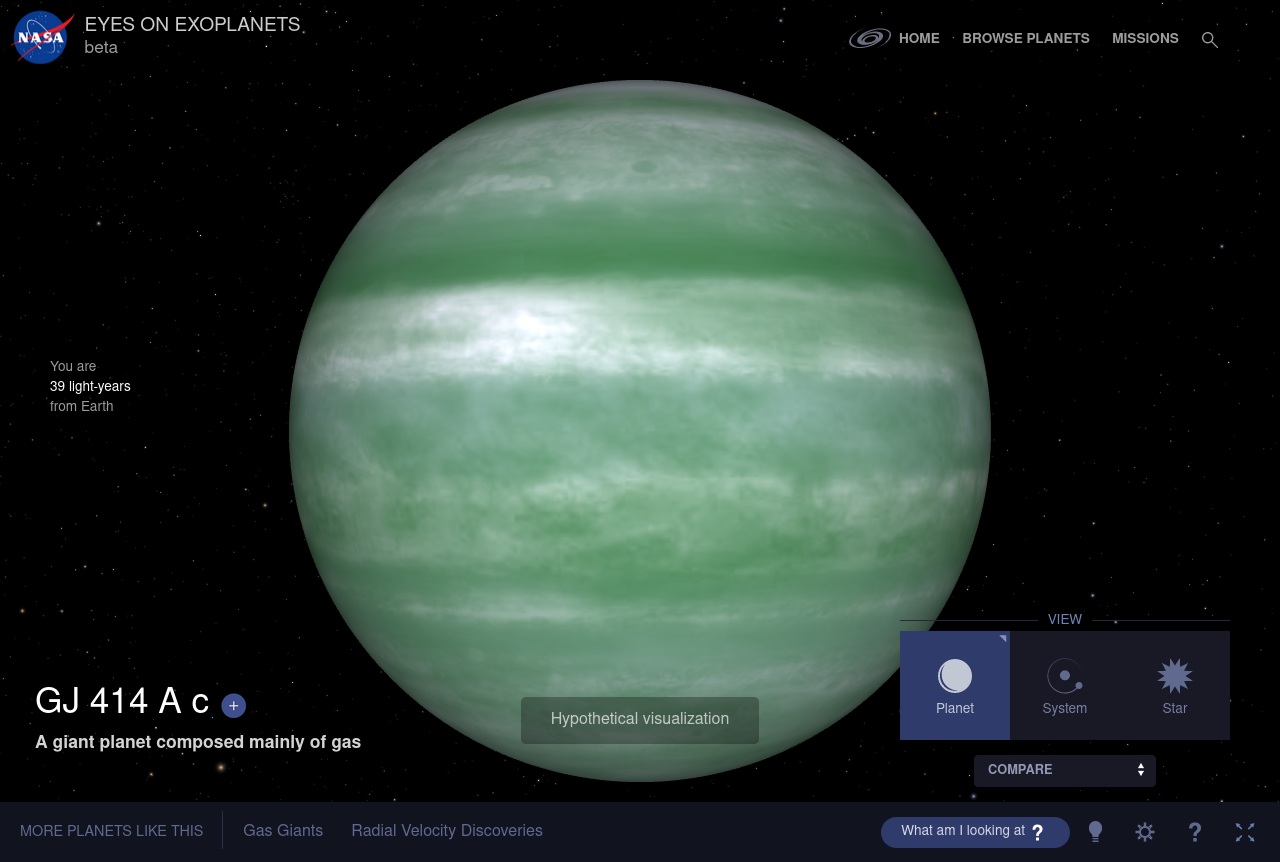 NASA
EYES ON EXOPLANETS
beta
HOME
BROWSE PLANETS
MISSIONS
You are
39 light-years
from Earth
GJ 414 A c +
A giant planet composed mainly of gas
Hypothetical visualization
VIEW
Planet
System
Star
COMPARE
MORE PLANETS LIKE THIS
Gas Giants
Radial Velocity Discoveries
What am I looking at ?
?